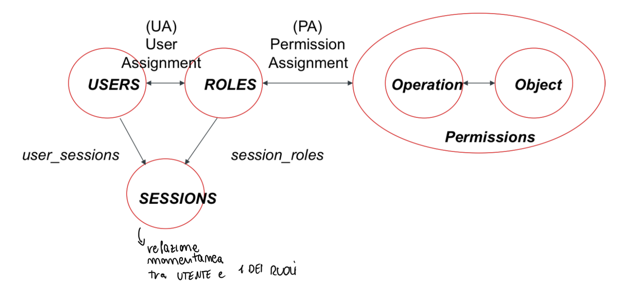 (UA)
User
Assignment
(PA)
Permission
Assignment
USERS
ROLES
Operation
Object
Permissions
user_sessions
session_roles
SESSIONS
relazione
momentanea
tra UTENTE e 1 DEI RUOLI